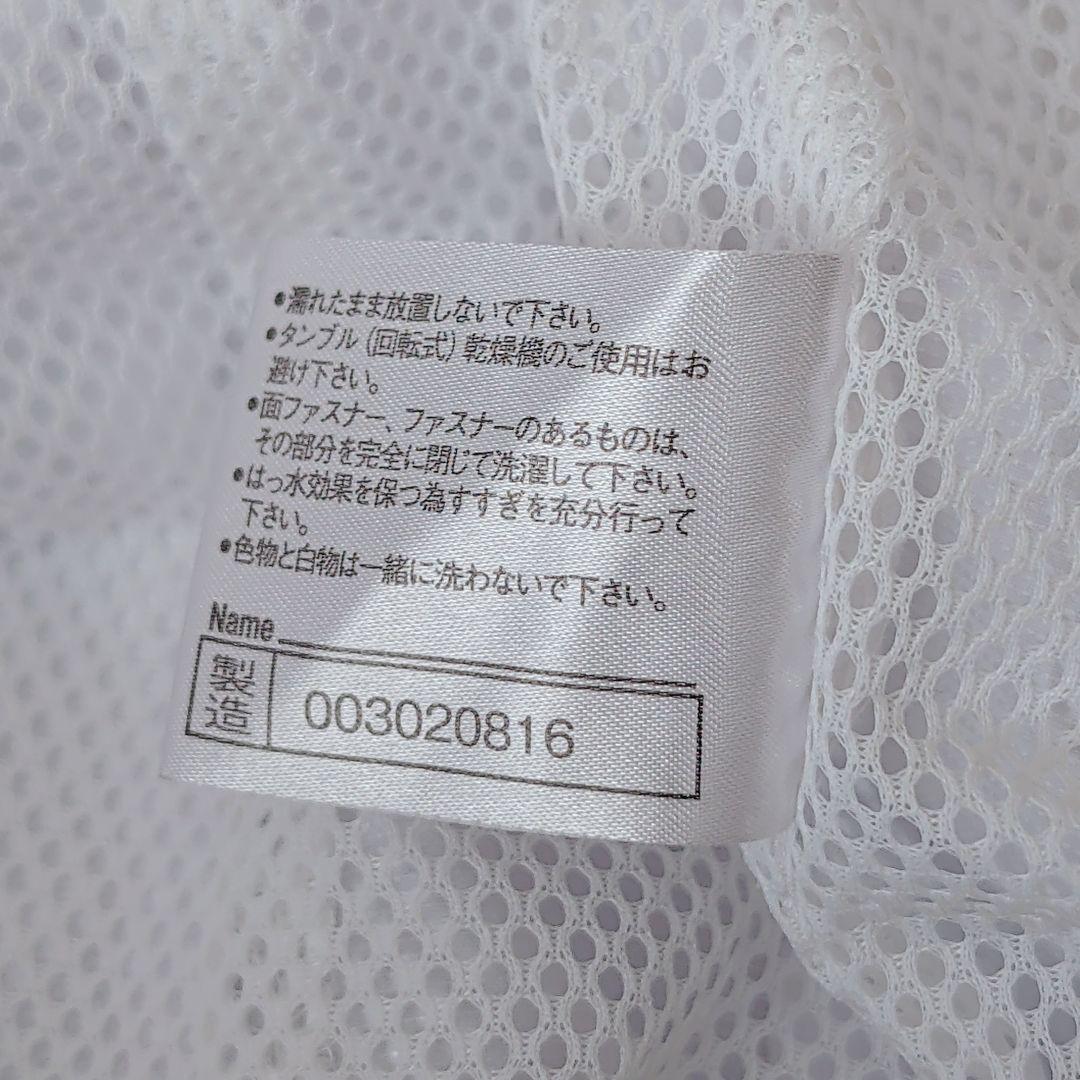 ●濡れたまま放置しないで下さい。
●タンブル（回転式）乾燥機のご使用はお
避け下さい。
●面ファスナー、ファスナーのあるものは、
その部分を完全に閉じて洗濯して下さい。
●はっ水効果を保つ為すすぎを充分行って
下さい。
●色物と白物は一緒に洗わないで下さい。
Name
製造 003020816